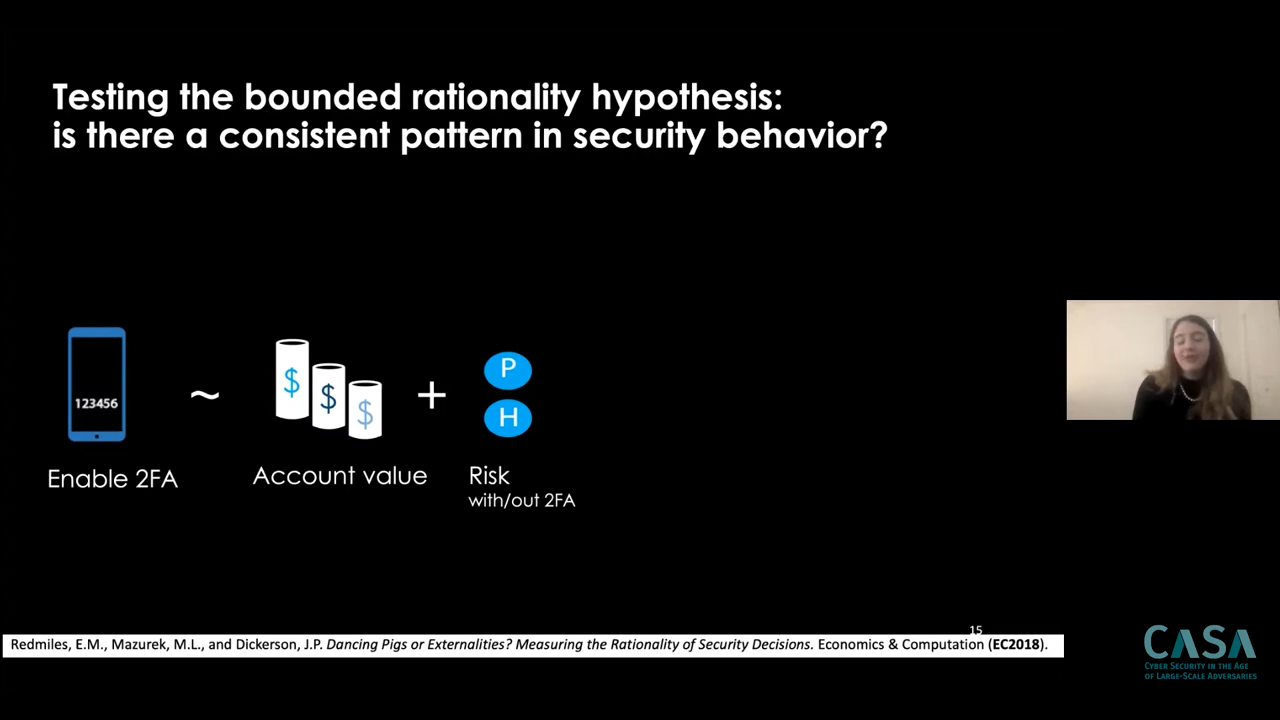 Testing the bounded rationality hypothesis:
is there a consistent pattern in security behavior?
123456
~
$
$
$
+
P
H
Enable 2FA
Account value
Risk
with/out 2FA
15
Redmiles, E.M., Mazurek, M.L., and Dickerson, J.P. Dancing Pigs or Externalities? Measuring the Rationality of Security Decisions. Economics & Computation (EC2018).
CASA
CYBER SECURITY IN THE AGE
OF LARGE-SCALE ADVERSARIES